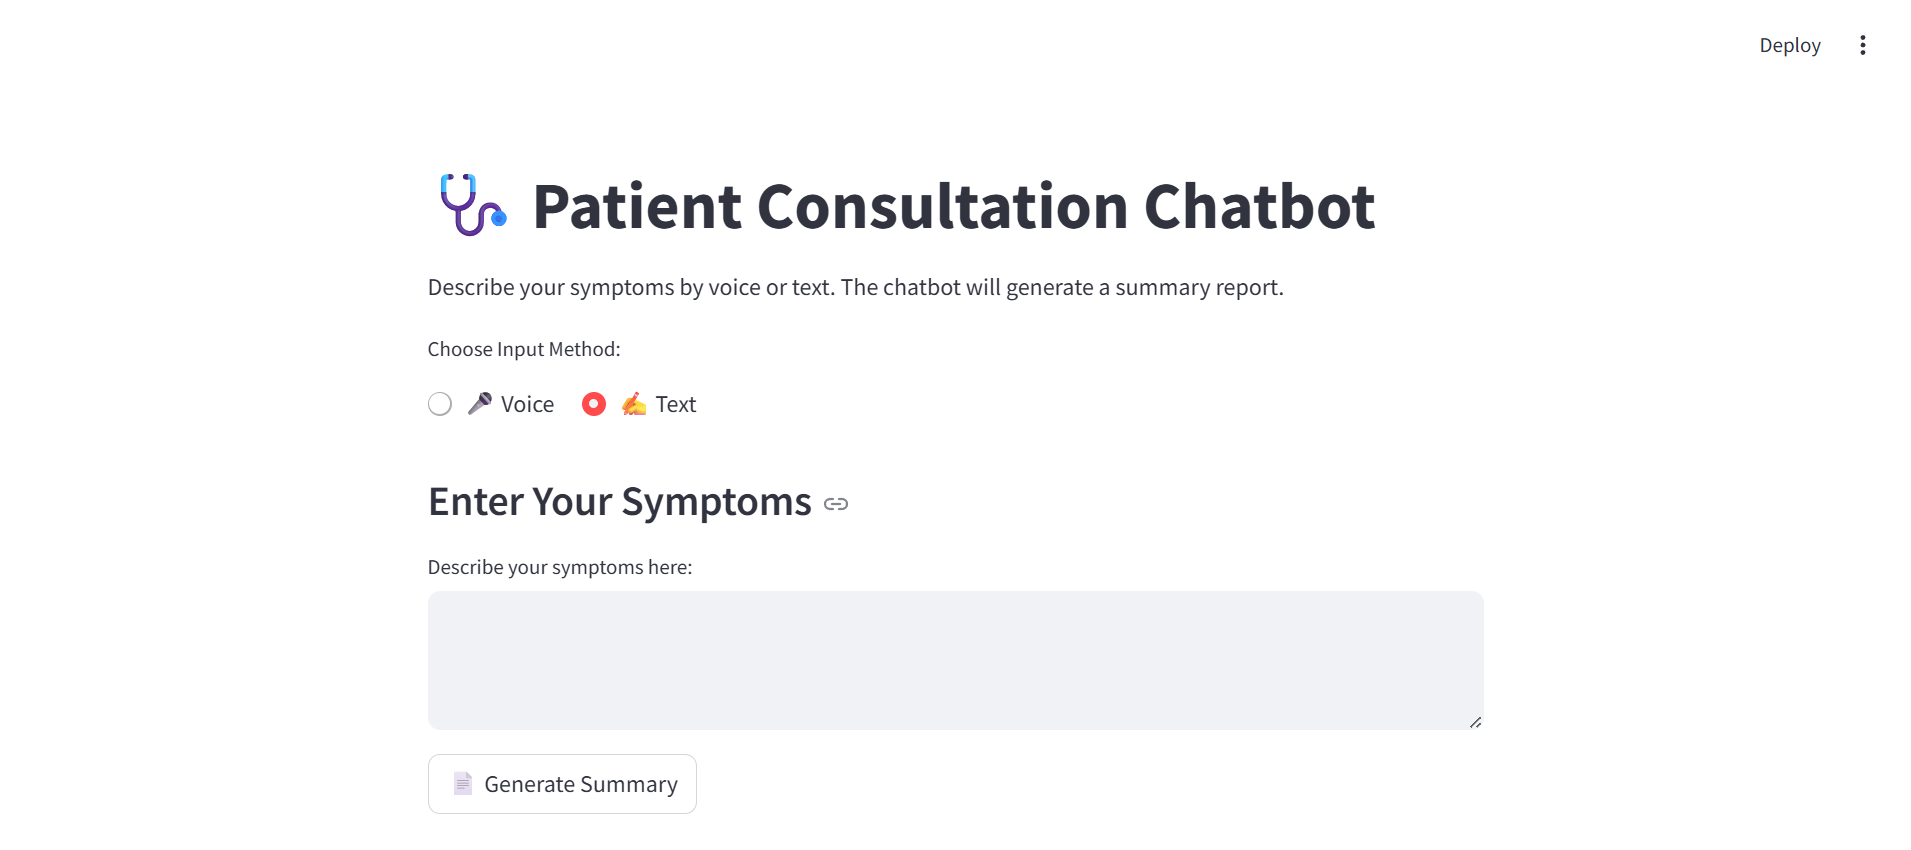 Deploy
Patient Consultation Chatbot
Describe your symptoms by voice or text. The chatbot will generate a summary report.
Choose Input Method:
Voice Text
Enter Your Symptoms
Describe your symptoms here:
Generate Summary